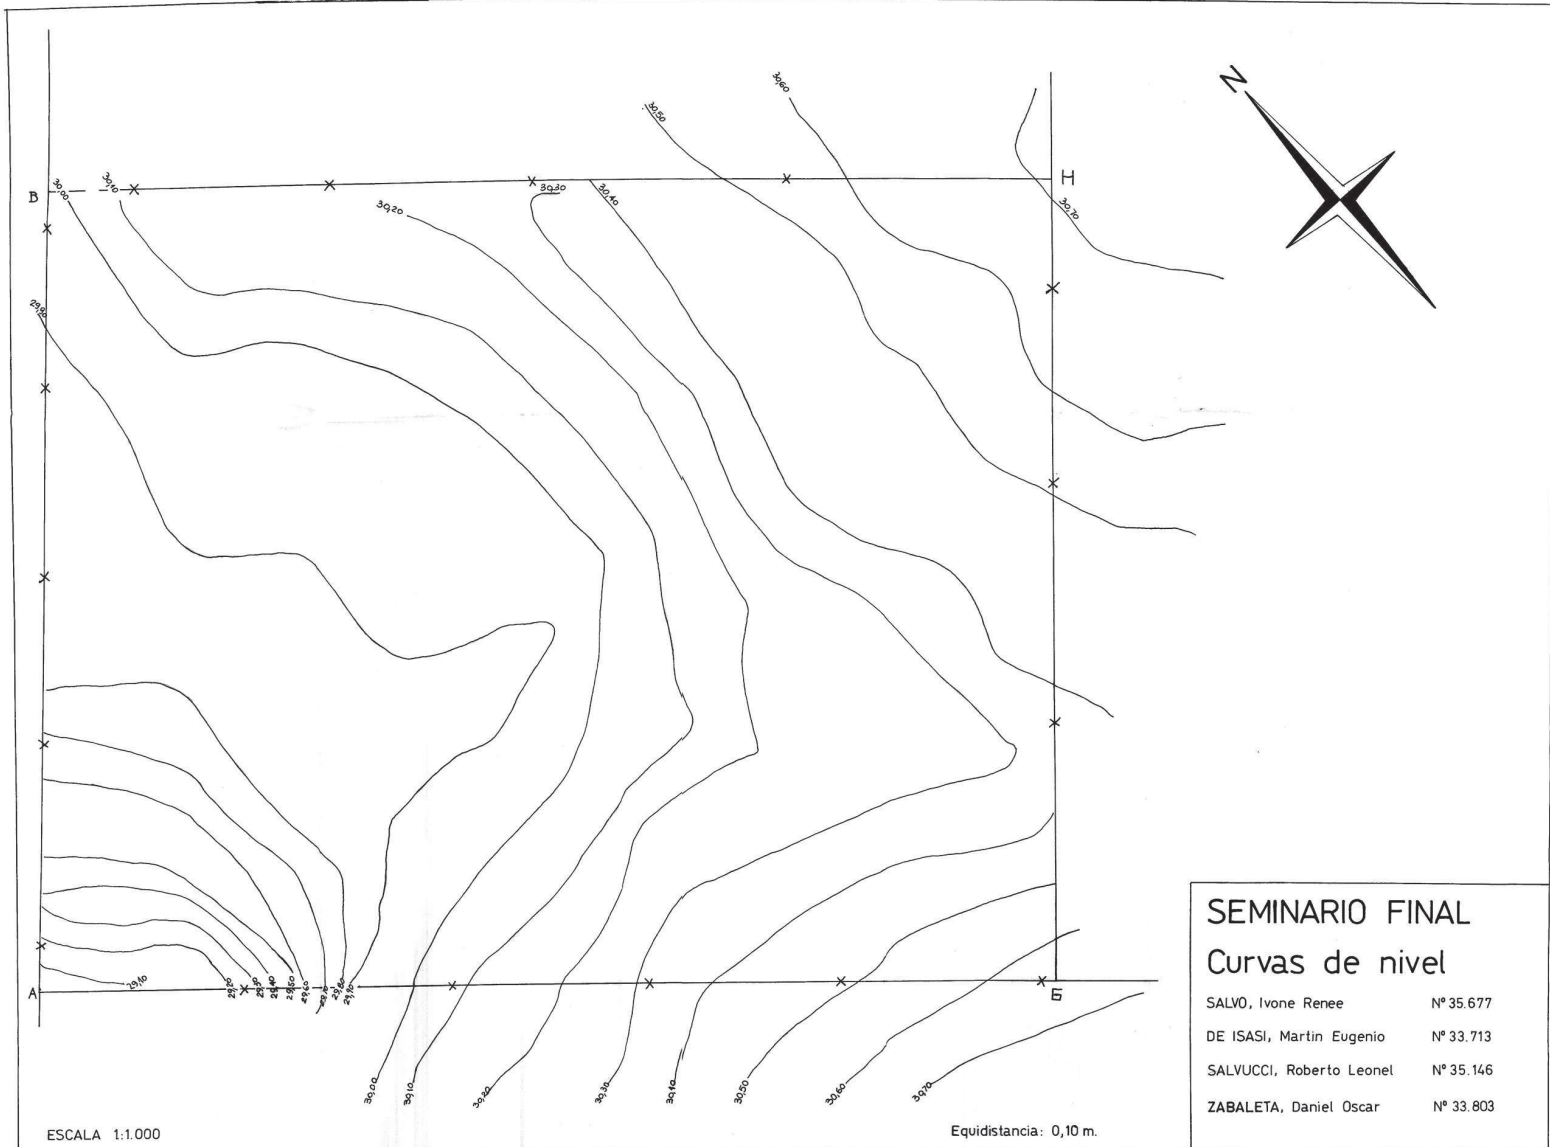 30,60
30,50
N
30,00
30,10
B
30,20
30,30
30,40
H
30,70
29,90
A
29,10
29,20
29,30
29,40
29,50
29,60
29,70
29,80
29,90
G
30,00
30,10
30,20
30,30
30,40
30,50
30,60
30,70
SEMINARIO FINAL
Curvas de nivel
SALVO, Ivone Renee Nº 35.677
DE ISASI, Martin Eugenio Nº 33.713
SALVUCCI, Roberto Leonel Nº 35.146
ZABALETA, Daniel Oscar Nº 33.803
ESCALA 1:1.000
Equidistancia: 0,10 m.